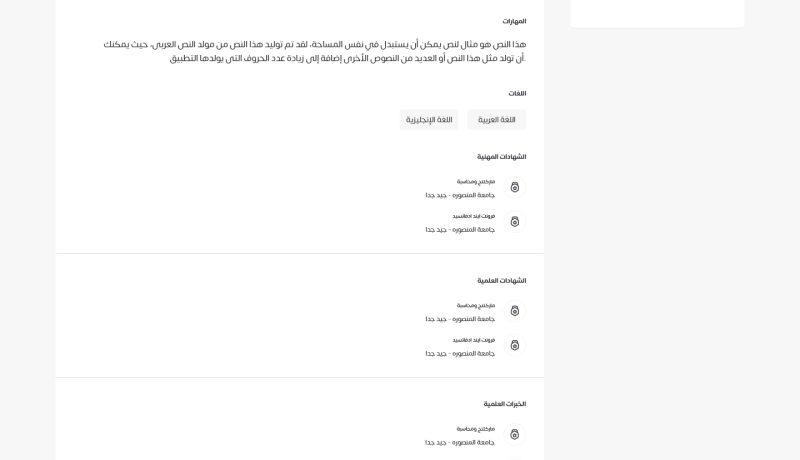 المهارات
هذا النص هو مثال لنص يمكن أن يستبدل في نفس المساحة، لقد تم توليد هذا النص من مولد النص العربى، حيث يمكنك
أن تولد مثل هذا النص أو العديد من النصوص الأخرى إضافة إلى زيادة عدد الحروف التى يولدها التطبيق.
اللغات
اللغة العربية
اللغة الإنجليزية
الشهادات المهنية
ماركتنج ومحاسبة
جامعة المنصوره - جيد جدا
فرونت ايند ادفانسيد
جامعة المنصوره - جيد جدا
الشهادات العلمية
ماركتنج ومحاسبة
جامعة المنصوره - جيد جدا
فرونت ايند ادفانسيد
جامعة المنصوره - جيد جدا
الخبرات العلمية
ماركتنج ومحاسبة
جامعة المنصوره - جيد جدا